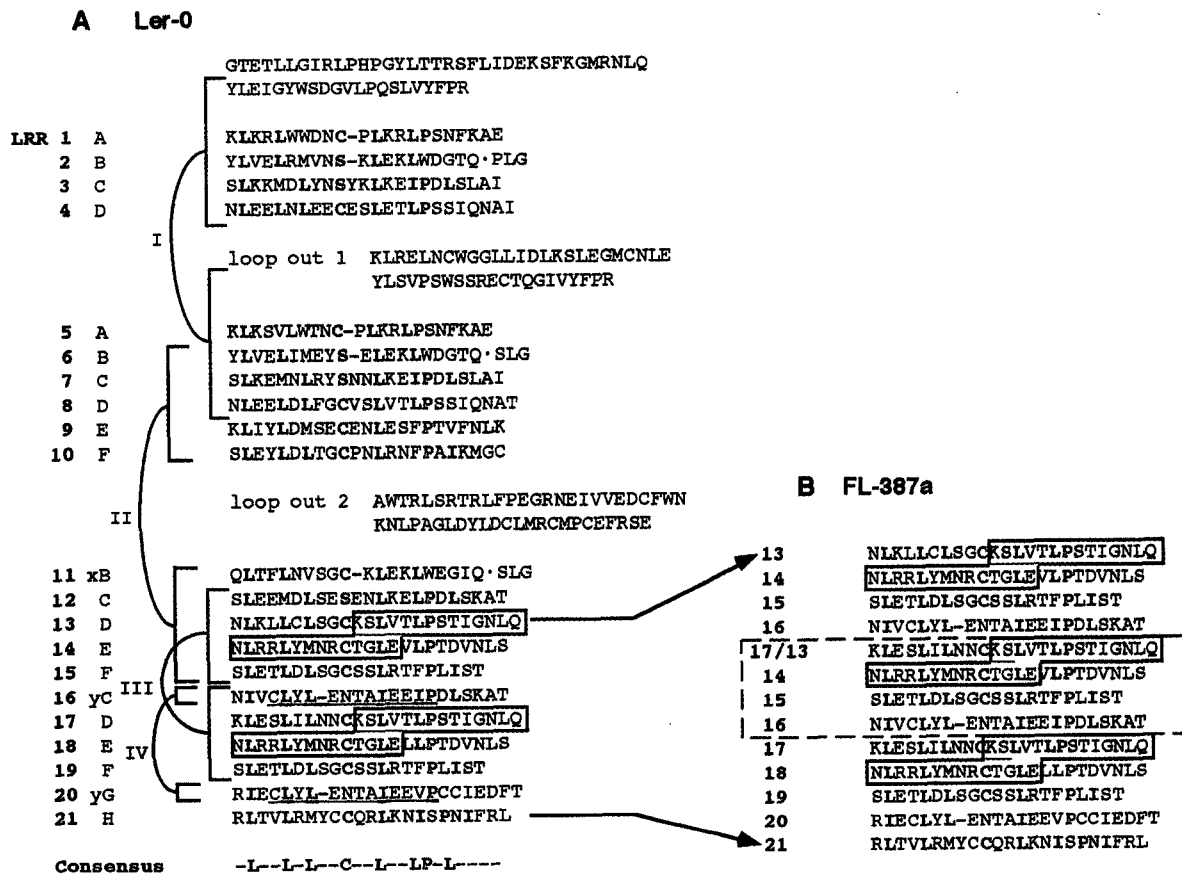 A Ler-0
GTETLLGIRLPHPGYLTTRSFLIDEKSFKGMRNLQ
YLEIGYWSDGVLPQSLVYFPR
LRR 1 A KLKRLWWDNC-PLKRLPSNFKAE
2 B YLVELRMVNS-KLEKLWDGTQ·PLG
3 C SLKKMDLYNSYKLKEIPDLSLAI
4 D NLEELNLEECESLETLPSSIQNAI
I
loop out 1 KLRELNCWGGLLIDLKSLEGMCNLE
YLSVPSWSSRECTQGIVYFPR
5 A KLKSVLWTNC-PLKRLPSNFKAE
6 B YLVELIMEYS-ELEKLWDGTQ·SLG
7 C SLKEMNLRYSNNLKEIPDLSLAI
8 D NLEELDLFGCVSLVTLPSSIQNAT
9 E KLIYLDMSECENLESFPTVFNLK
10 F SLEYLDLTGCPNLRNFPAIKMGC
II
loop out 2 AWTRLSRTRLFPEGRNEIVVEDCFWN
KNLPAGLDYLDCLMRCMPCEFRSE
11 xB QLTFLNVSGC-KLEKLWEGIQ·SLG
12 C SLEEMDLSESENLKELPDLSKAT
13 D NLKLLCLSGCKSLVTLPSTIGNLQ
14 E NLRRLYMNRCTGLEVLPTDVNLS
15 F SLETLDLSGCSSLRTFPLIST
III
16 yC NIVCLYL-ENTAIEEIPDLSKAT
17 D KLESLILNNCKSLVTLPSTIGNLQ
18 E NLRRLYMNRCTGLELLPTDVNLS
IV
19 F SLETLDLSGCSSLRTFPLIST
20 yG RIECLYL-ENTAIEEVPCCIEDFT
21 H RLTVLRMYCCQRLKNISPNIFRL
Consensus -L--L-L--C--L--LP-L----
B FL-387a
13 NLKLLCLSGCKSLVTLPSTIGNLQ
14 NLRRLYMNRCTGLEVLPTDVNLS
15 SLETLDLSGCSSLRTFPLIST
16 NIVCLYL-ENTAIEEIPDLSKAT
17/13 KLESLILNNCKSLVTLPSTIGNLQ
14 NLRRLYMNRCTGLEVLPTDVNLS
15 SLETLDLSGCSSLRTFPLIST
16 NIVCLYL-ENTAIEEIPDLSKAT
17 KLESLILNNCKSLVTLPSTIGNLQ
18 NLRRLYMNRCTGLELLPTDVNLS
19 SLETLDLSGCSSLRTFPLIST
20 RIECLYL-ENTAIEEVPCCIEDFT
21 RLTVLRMYCCQRLKNISPNIFRL